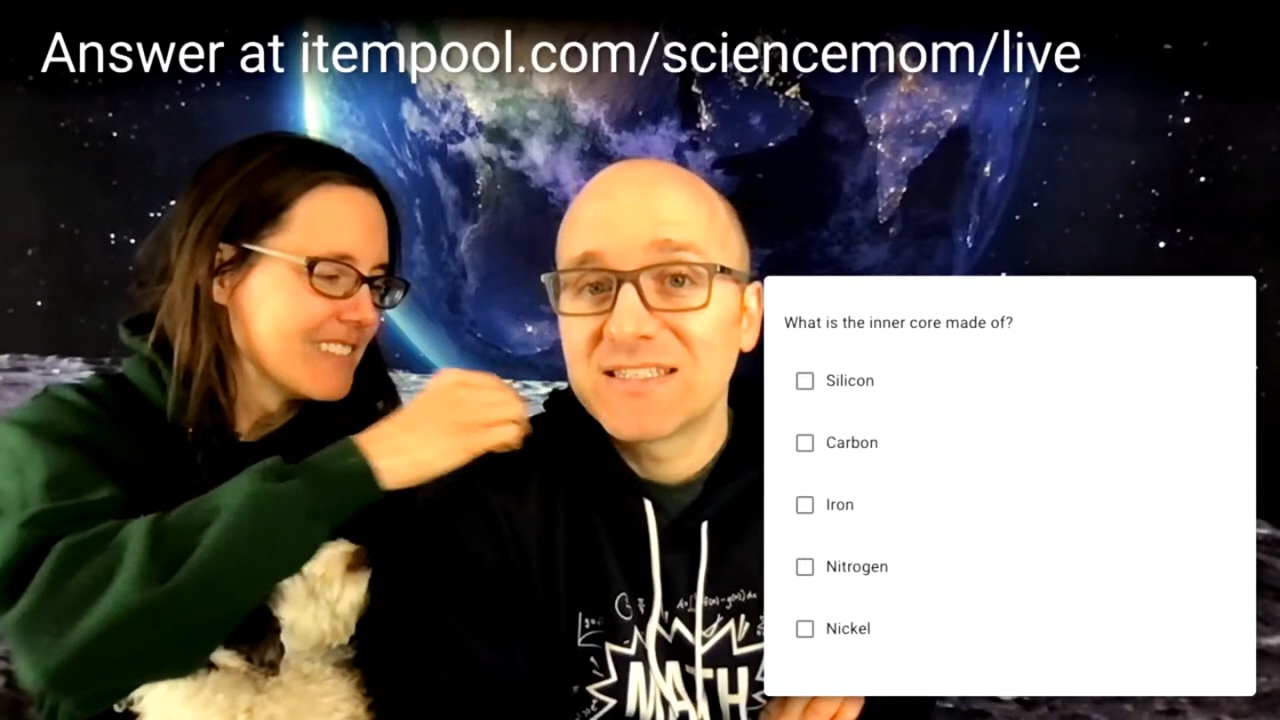 Answer at itempool.com/sciencemom/live
What is the inner core made of?
Silicon
Carbon
Iron
Nitrogen
Nickel
MATH